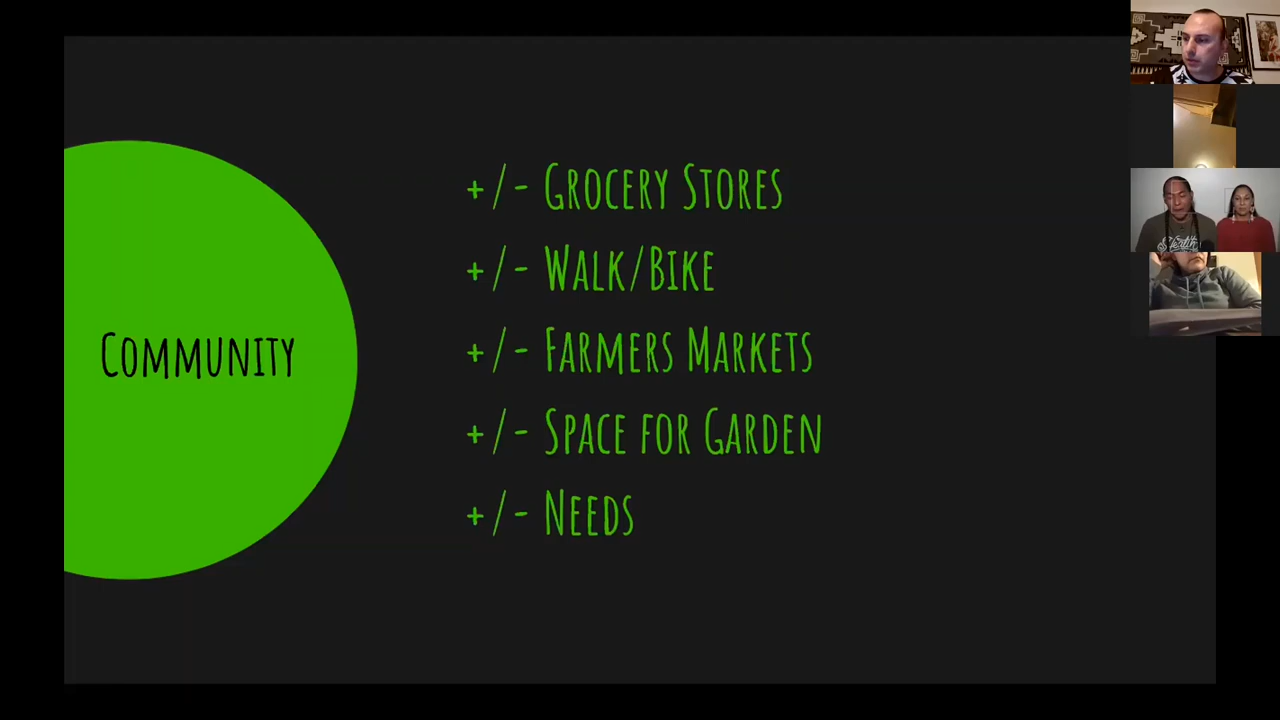 +/- Grocery Stores
+/- Walk/Bike
+/- Farmers Markets
+/- Space for Garden
+/- Needs
Community